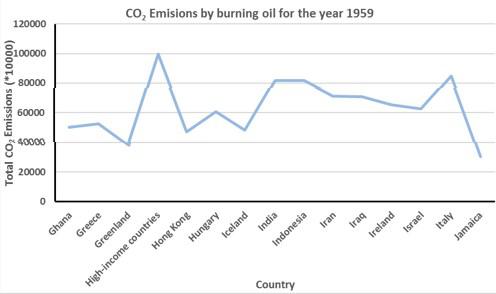 CO₂ Emisions by burning oil for the year 1959
Total CO₂ Emissions (*10000)
120000
100000
80000
60000
40000
20000
0
Ghana
Greece
Greenland
High-income countries
Hong Kong
Hungary
Iceland
India
Indonesia
Iran
Iraq
Ireland
Israel
Italy
Jamaica
Country